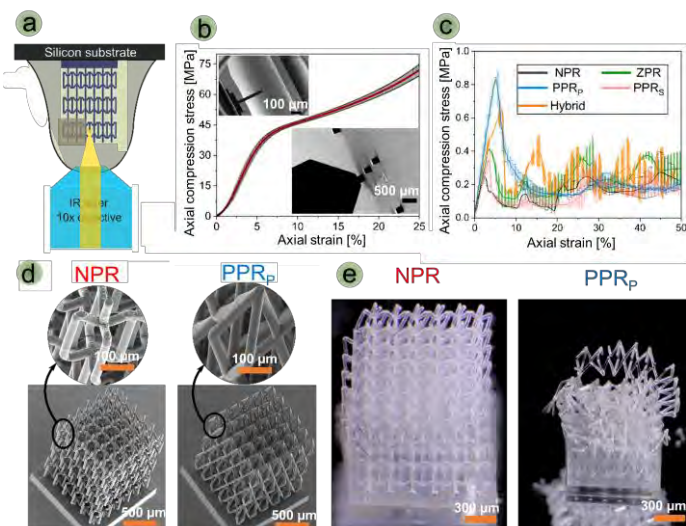 a
Silicon substrate
10x objective
b
Axial compression stress [MPa]
75
60
45
30
15
0
100 μm
500 μm
0 5 10 15 20 25
Axial strain [%]
c
Axial compression stress [MPa]
1.0
0.8
0.6
0.4
0.2
0.0
NPR ZPR
PPRP PPRS
Hybrid
0 10 20 30 40 50
Axial strain [%]
d
NPR
PPRP
100 μm
100 μm
500 μm
500 μm
e
NPR
PPRP
300 μm
300 μm